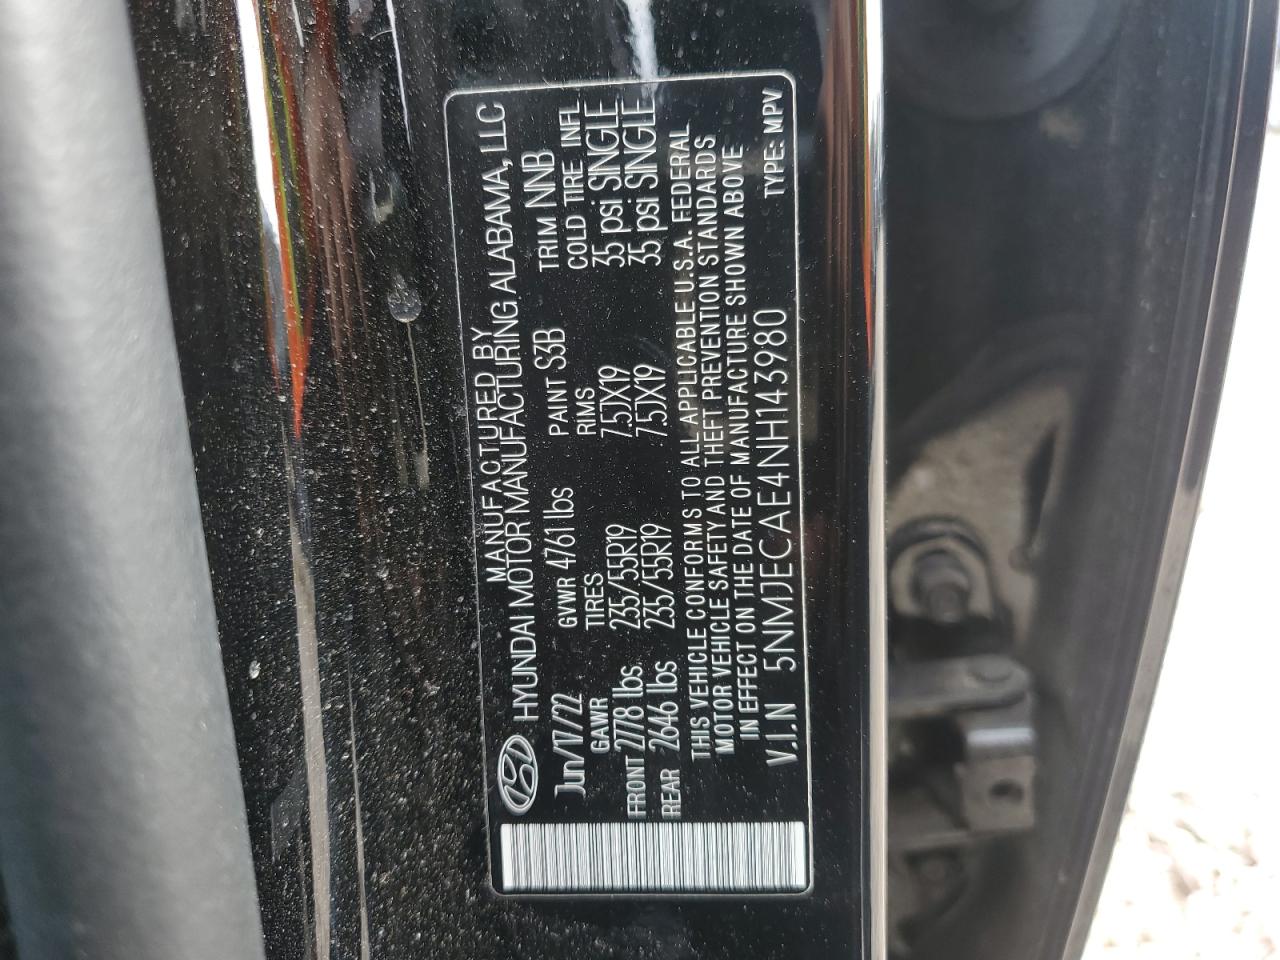 MANUFACTURED BY
HYUNDAI MOTOR MANUFACTURING ALABAMA, LLC
Jun/17/22 GVWR 4761 lbs PAINT S3B TRIM NNB
GAWR TIRES RIMS COLD TIRE INFL
FRONT 2778 lbs 235/55R19 7.5JX19 35 psi SINGLE
REAR 2646 lbs 235/55R19 7.5JX19 35 psi SINGLE
THIS VEHICLE CONFORMS TO ALL APPLICABLE U.S.A. FEDERAL
MOTOR VEHICLE SAFETY AND THEFT PREVENTION STANDARDS
IN EFFECT ON THE DATE OF MANUFACTURE SHOWN ABOVE
V.I.N 5NMJECAE4NH143980 TYPE: MPV